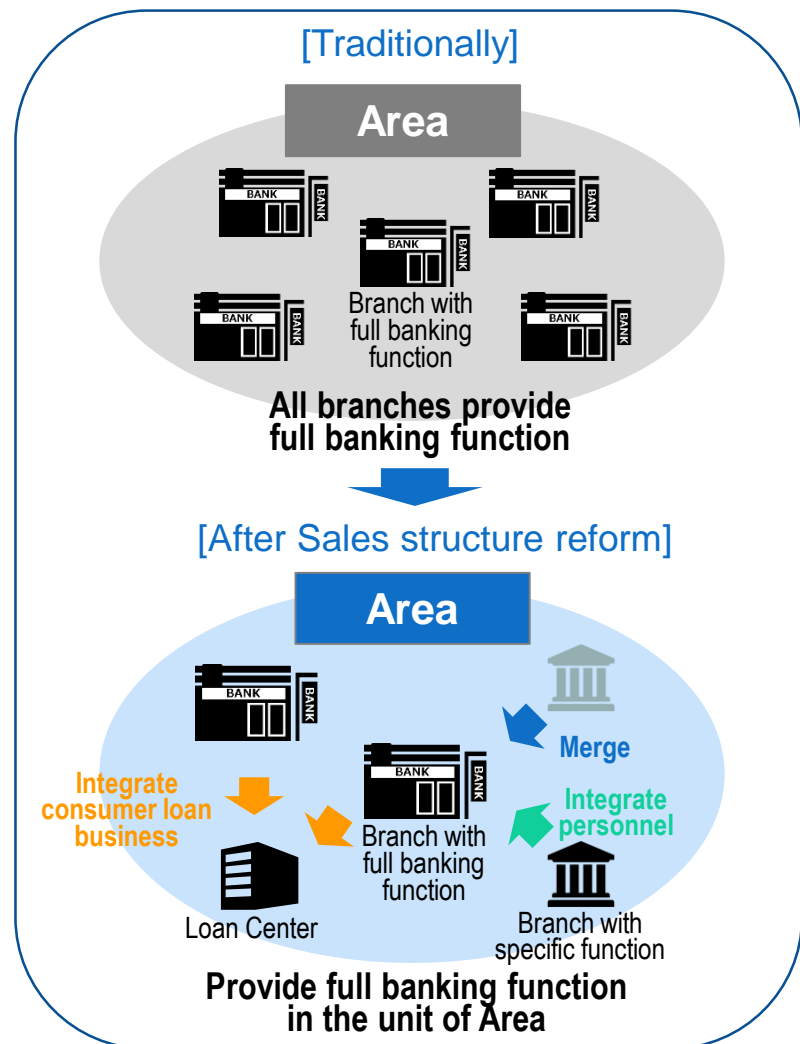 [Traditionally]
Area
BANK
BANK
BANK
BANK
BANK
BANK
Branch with
full banking
function
BANK
BANK
BANK
BANK
All branches provide
full banking function
[After Sales structure reform]
Area
BANK
BANK
Merge
BANK
BANK
Integrate
consumer loan
business
Integrate
personnel
Branch with
full banking
function
Loan Center
Branch with
specific function
Provide full banking function
in the unit of Area